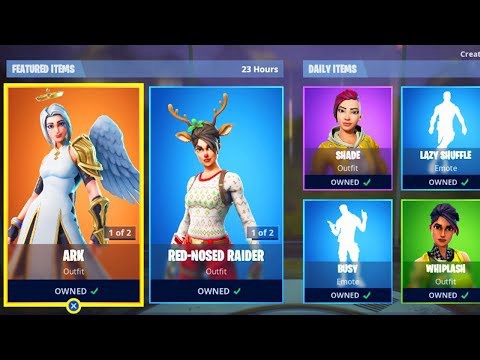 Creat
FEATURED ITEMS
23 Hours
DAILY ITEMS
1 of 2
ARK
Outfit
OWNED
1 of 2
RED-NOSED RAIDER
Outfit
OWNED
SHADE
Outfit
OWNED
LAZY SHUFFLE
Emote
OWNED
BUSY
Emote
OWNED
WHIPLASH
Outfit
OWNED